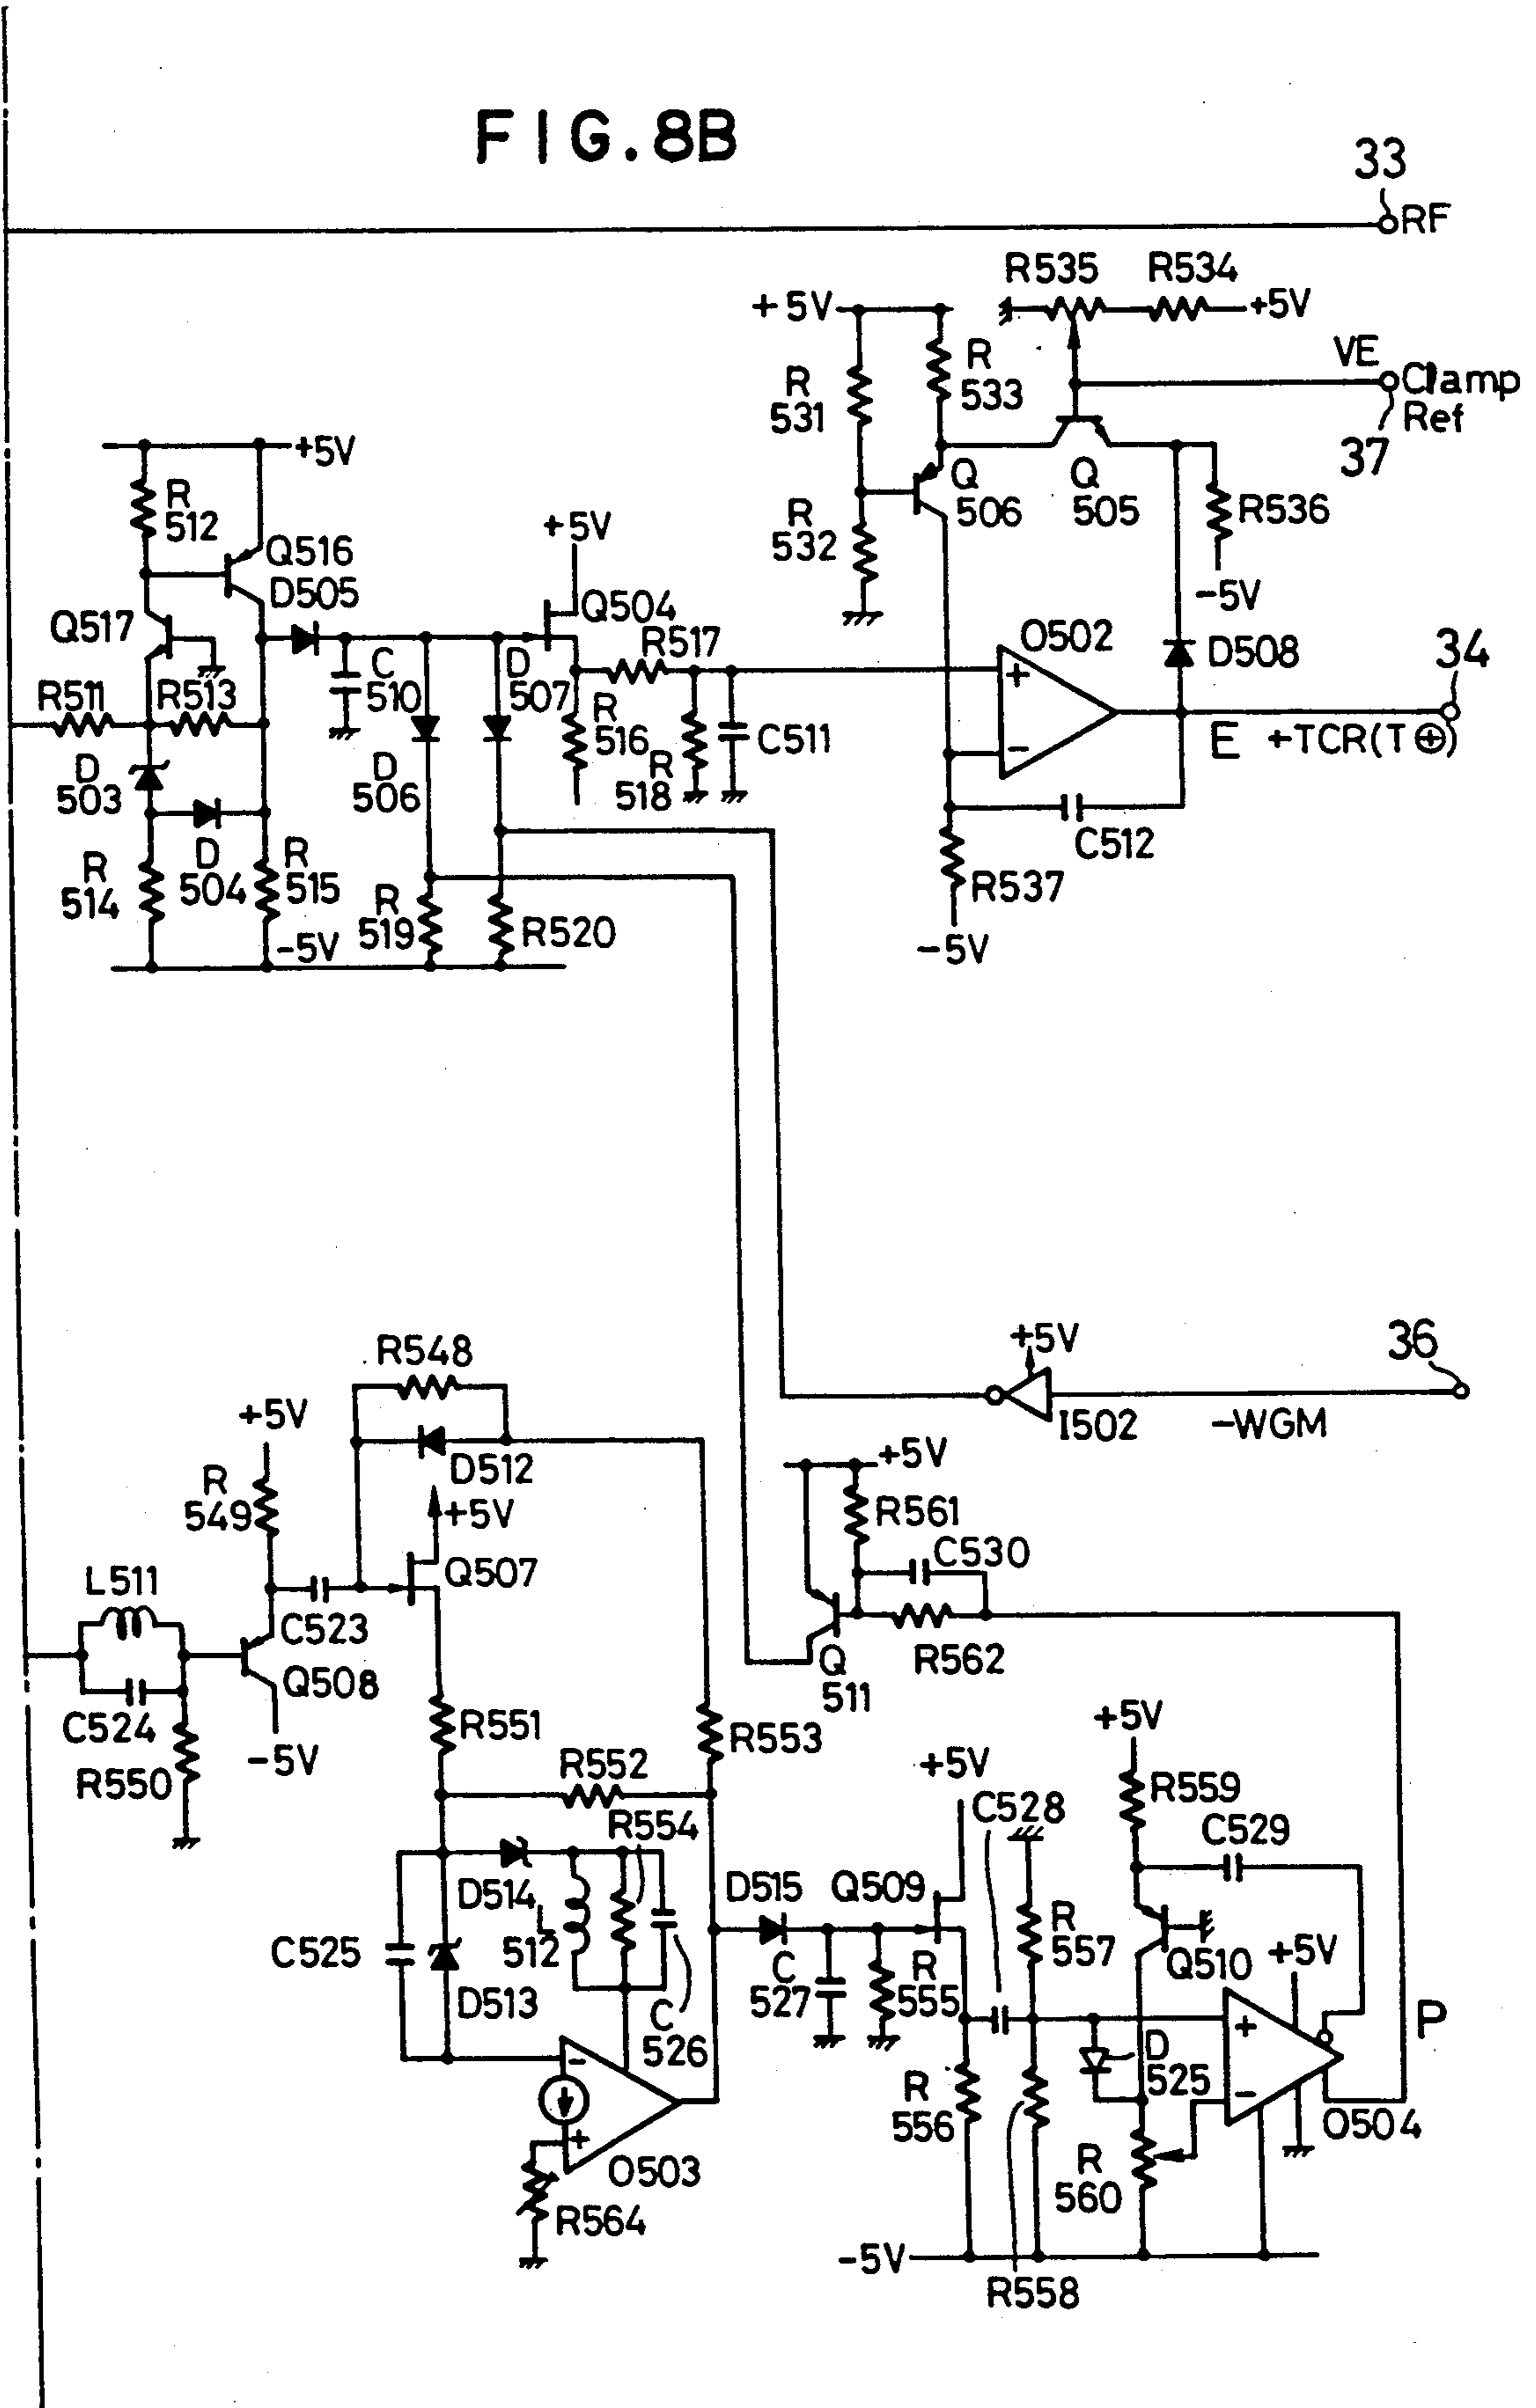 FIG.8B
33
RF
R535 R534
+5V
+5V
VE
Clamp
Ref
37
R
531
R
533
Q
506
Q
505
R536
-5V
R
532
+5V
R
512
Q516
D505
+5V
Q504
Q517
R517
O502
D508
34
R511
R513
C
510
D
507
R
516
R
518
C511
+
-
E
+TCR(T⊕)
D
503
D
506
C512
R
514
D
504
R
515
R
519
R520
R537
-5V
-5V
R548
+5V
36
+5V
I502
-WGM
D512
+5V
R
549
+5V
R561
C530
L511
Q507
C523
Q508
Q
511
R562
C524
R550
-5V
R551
R553
+5V
R552
+5V
R559
C528
R554
C529
D514
D515
Q509
L
512
C525
R
557
Q510
+5V
D513
C
527
R
555
C
526
P
+
-
D
525
R
556
O504
-
+
O503
R
560
R564
-5V
R558